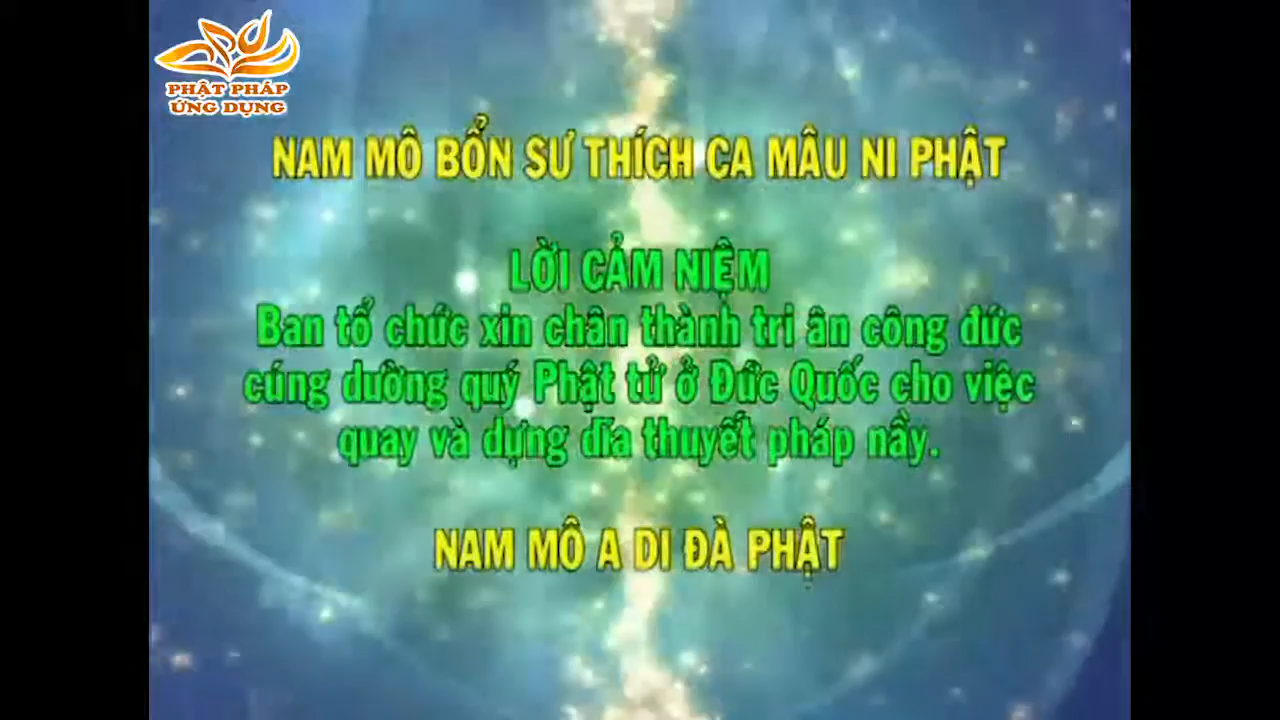 PHẬT PHÁP
ỨNG DỤNG
NAM MÔ BỔN SƯ THÍCH CA MÂU NI PHẬT
LỜI CẢM NIỆM
Ban tổ chức xin chân thành tri ân công đức
cúng dường quý Phật tử ở Đức Quốc cho việc
quay và dựng dĩa thuyết pháp nầy.
NAM MÔ A DI ĐÀ PHẬT